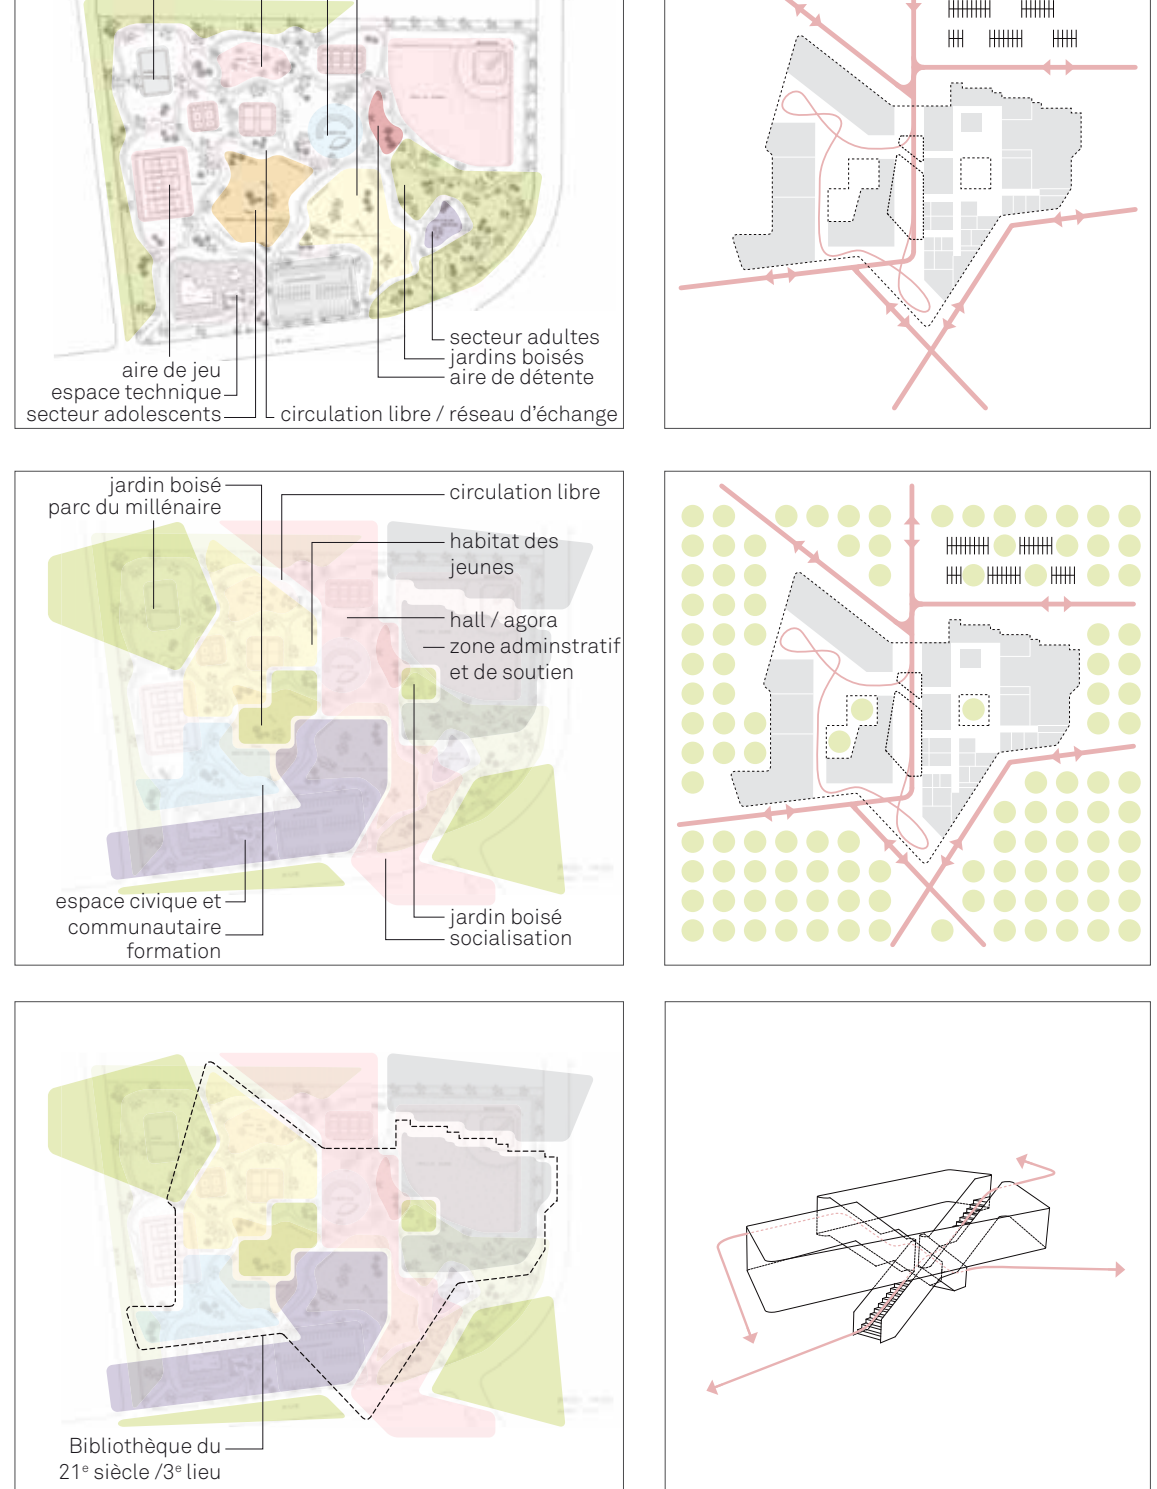 secteur adultes
jardins boisés
aire de détente
aire de jeu
espace technique
secteur adolescents
circulation libre / réseau d'échange
jardin boisé
parc du millénaire
circulation libre
habitat des
jeunes
hall / agora
zone adminstratif
et de soutien
espace civique et
communautaire
formation
jardin boisé
socialisation
Bibliothèque du
21e siècle /3e lieu